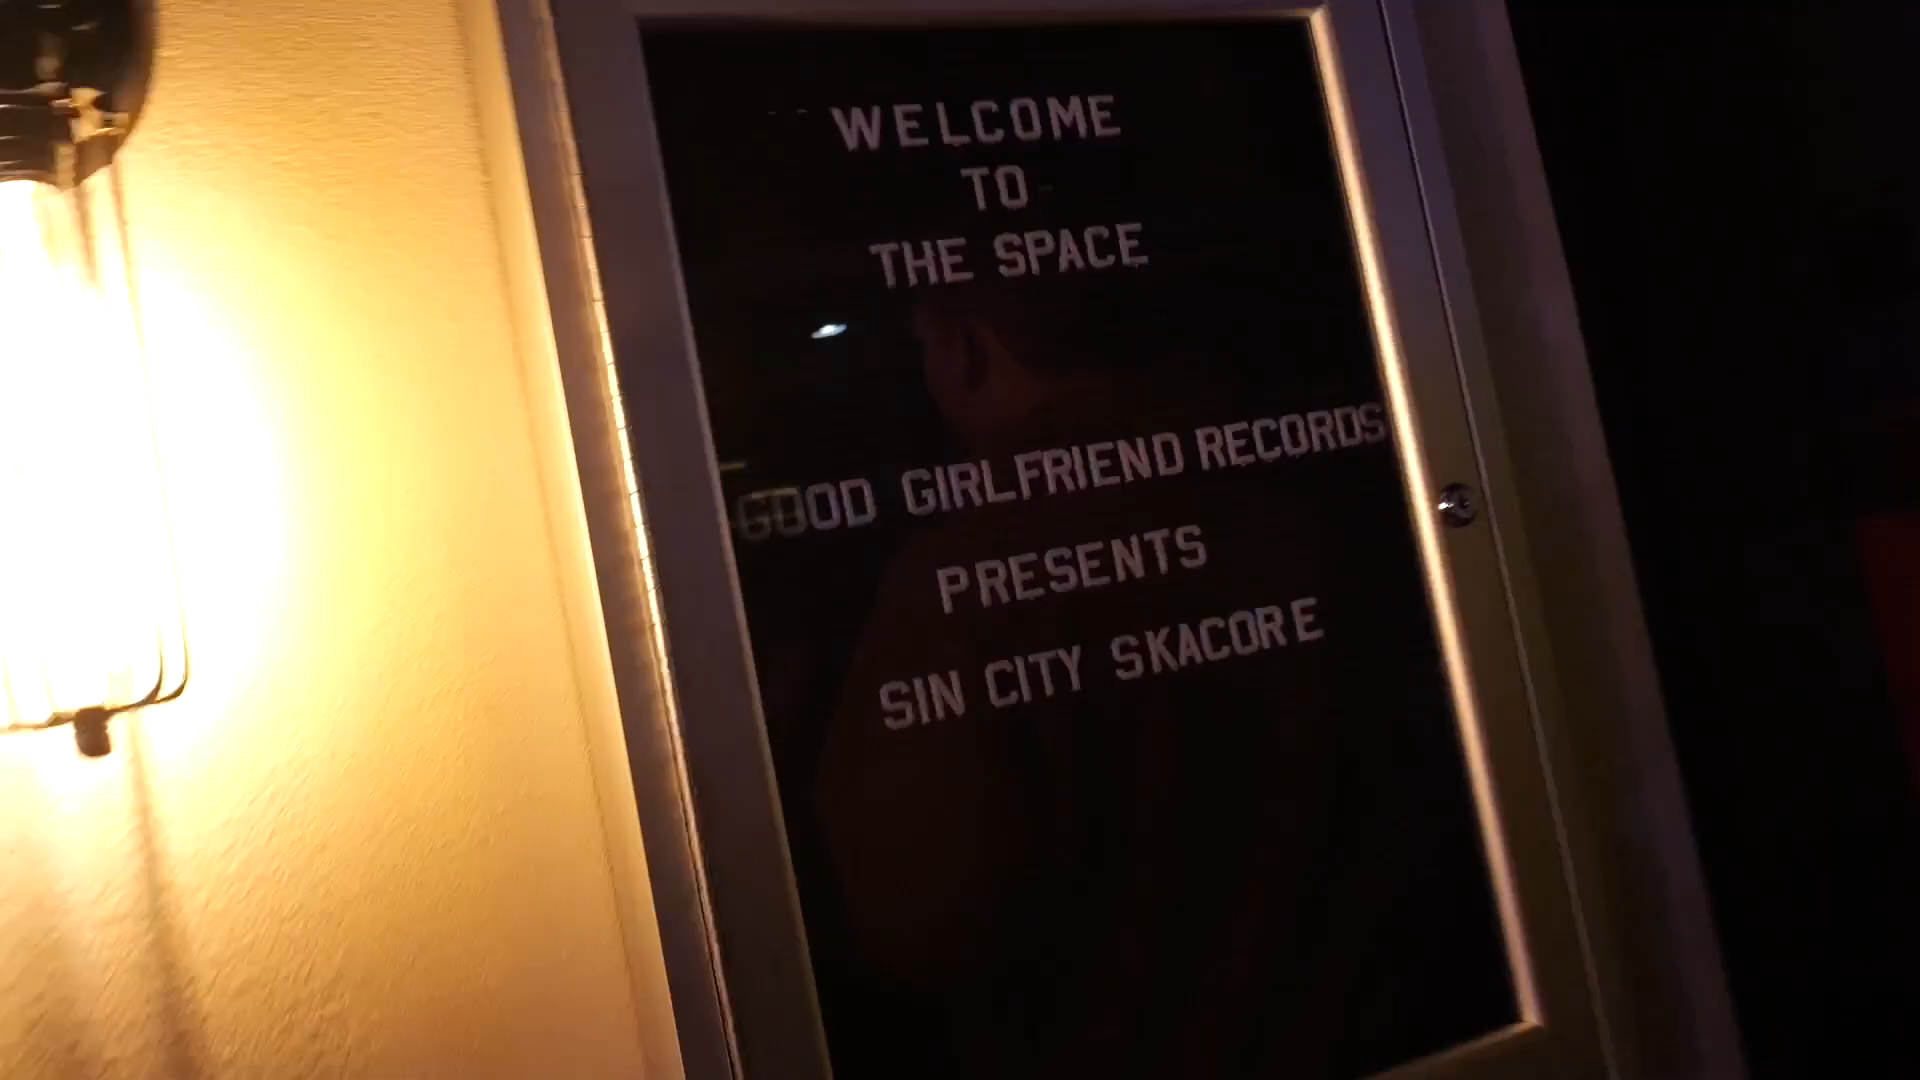 WELCOME
TO
THE SPACE
GOOD GIRLFRIEND RECORDS
PRESENTS
SIN CITY SKACORE